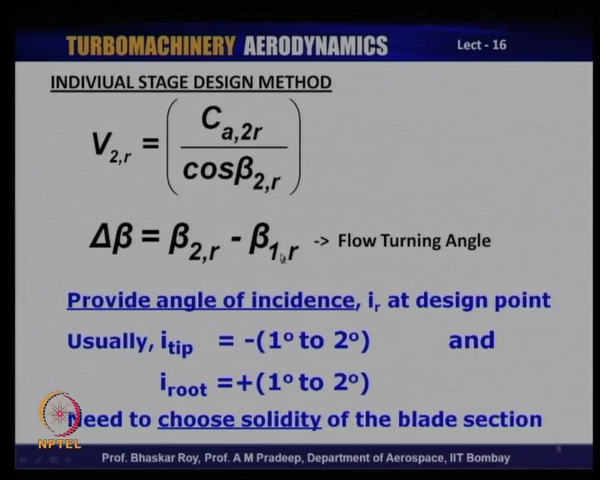 TURBOMACHINERY AERODYNAMICS Lect - 16
INDIVIUAL STAGE DESIGN METHOD
V2,r = (Ca,2r / cosβ2,r)
Δβ = β2,r - β1,r -> Flow Turning Angle
Provide angle of incidence, ir at design point
Usually, itip = -(1º to 2º) and
iroot =+(1º to 2º)
Need to choose solidity of the blade section
NPTEL
Prof. Bhaskar Roy, Prof. A M Pradeep, Department of Aerospace, IIT Bombay
8